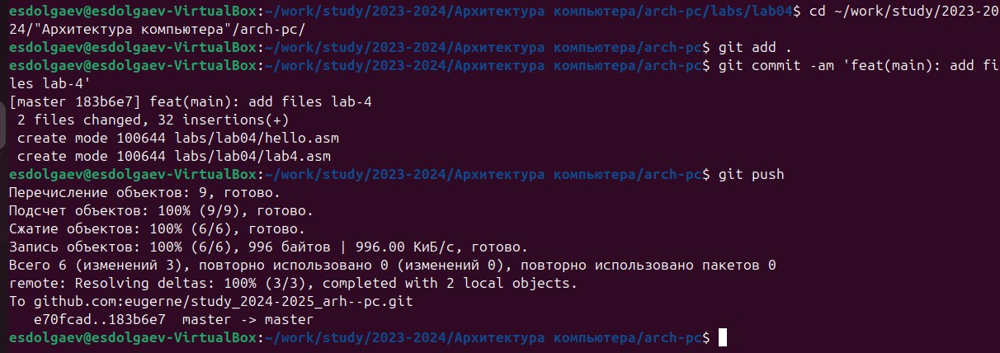 esdolgaev@esdolgaev-VirtualBox:~/work/study/2023-2024/Архитектура компьютера/arch-pc/labs/lab04$ cd ~/work/study/2023-20
24/"Архитектура компьютера"/arch-pc/
esdolgaev@esdolgaev-VirtualBox:~/work/study/2023-2024/Архитектура компьютера/arch-pc$ git add .
esdolgaev@esdolgaev-VirtualBox:~/work/study/2023-2024/Архитектура компьютера/arch-pc$ git commit -am 'feat(main): add fi
les lab-4'
[master 183b6e7] feat(main): add files lab-4
 2 files changed, 32 insertions(+)
 create mode 100644 labs/lab04/hello.asm
 create mode 100644 labs/lab04/lab4.asm
esdolgaev@esdolgaev-VirtualBox:~/work/study/2023-2024/Архитектура компьютера/arch-pc$ git push
Перечисление объектов: 9, готово.
Подсчет объектов: 100% (9/9), готово.
Сжатие объектов: 100% (6/6), готово.
Запись объектов: 100% (6/6), 996 байтов | 996.00 КиБ/с, готово.
Всего 6 (изменений 3), повторно использовано 0 (изменений 0), повторно использовано пакетов 0
remote: Resolving deltas: 100% (3/3), completed with 2 local objects.
To github.com:eugerne/study_2024-2025_arh--pc.git
   e70fcad..183b6e7  master -> master
esdolgaev@esdolgaev-VirtualBox:~/work/study/2023-2024/Архитектура компьютера/arch-pc$